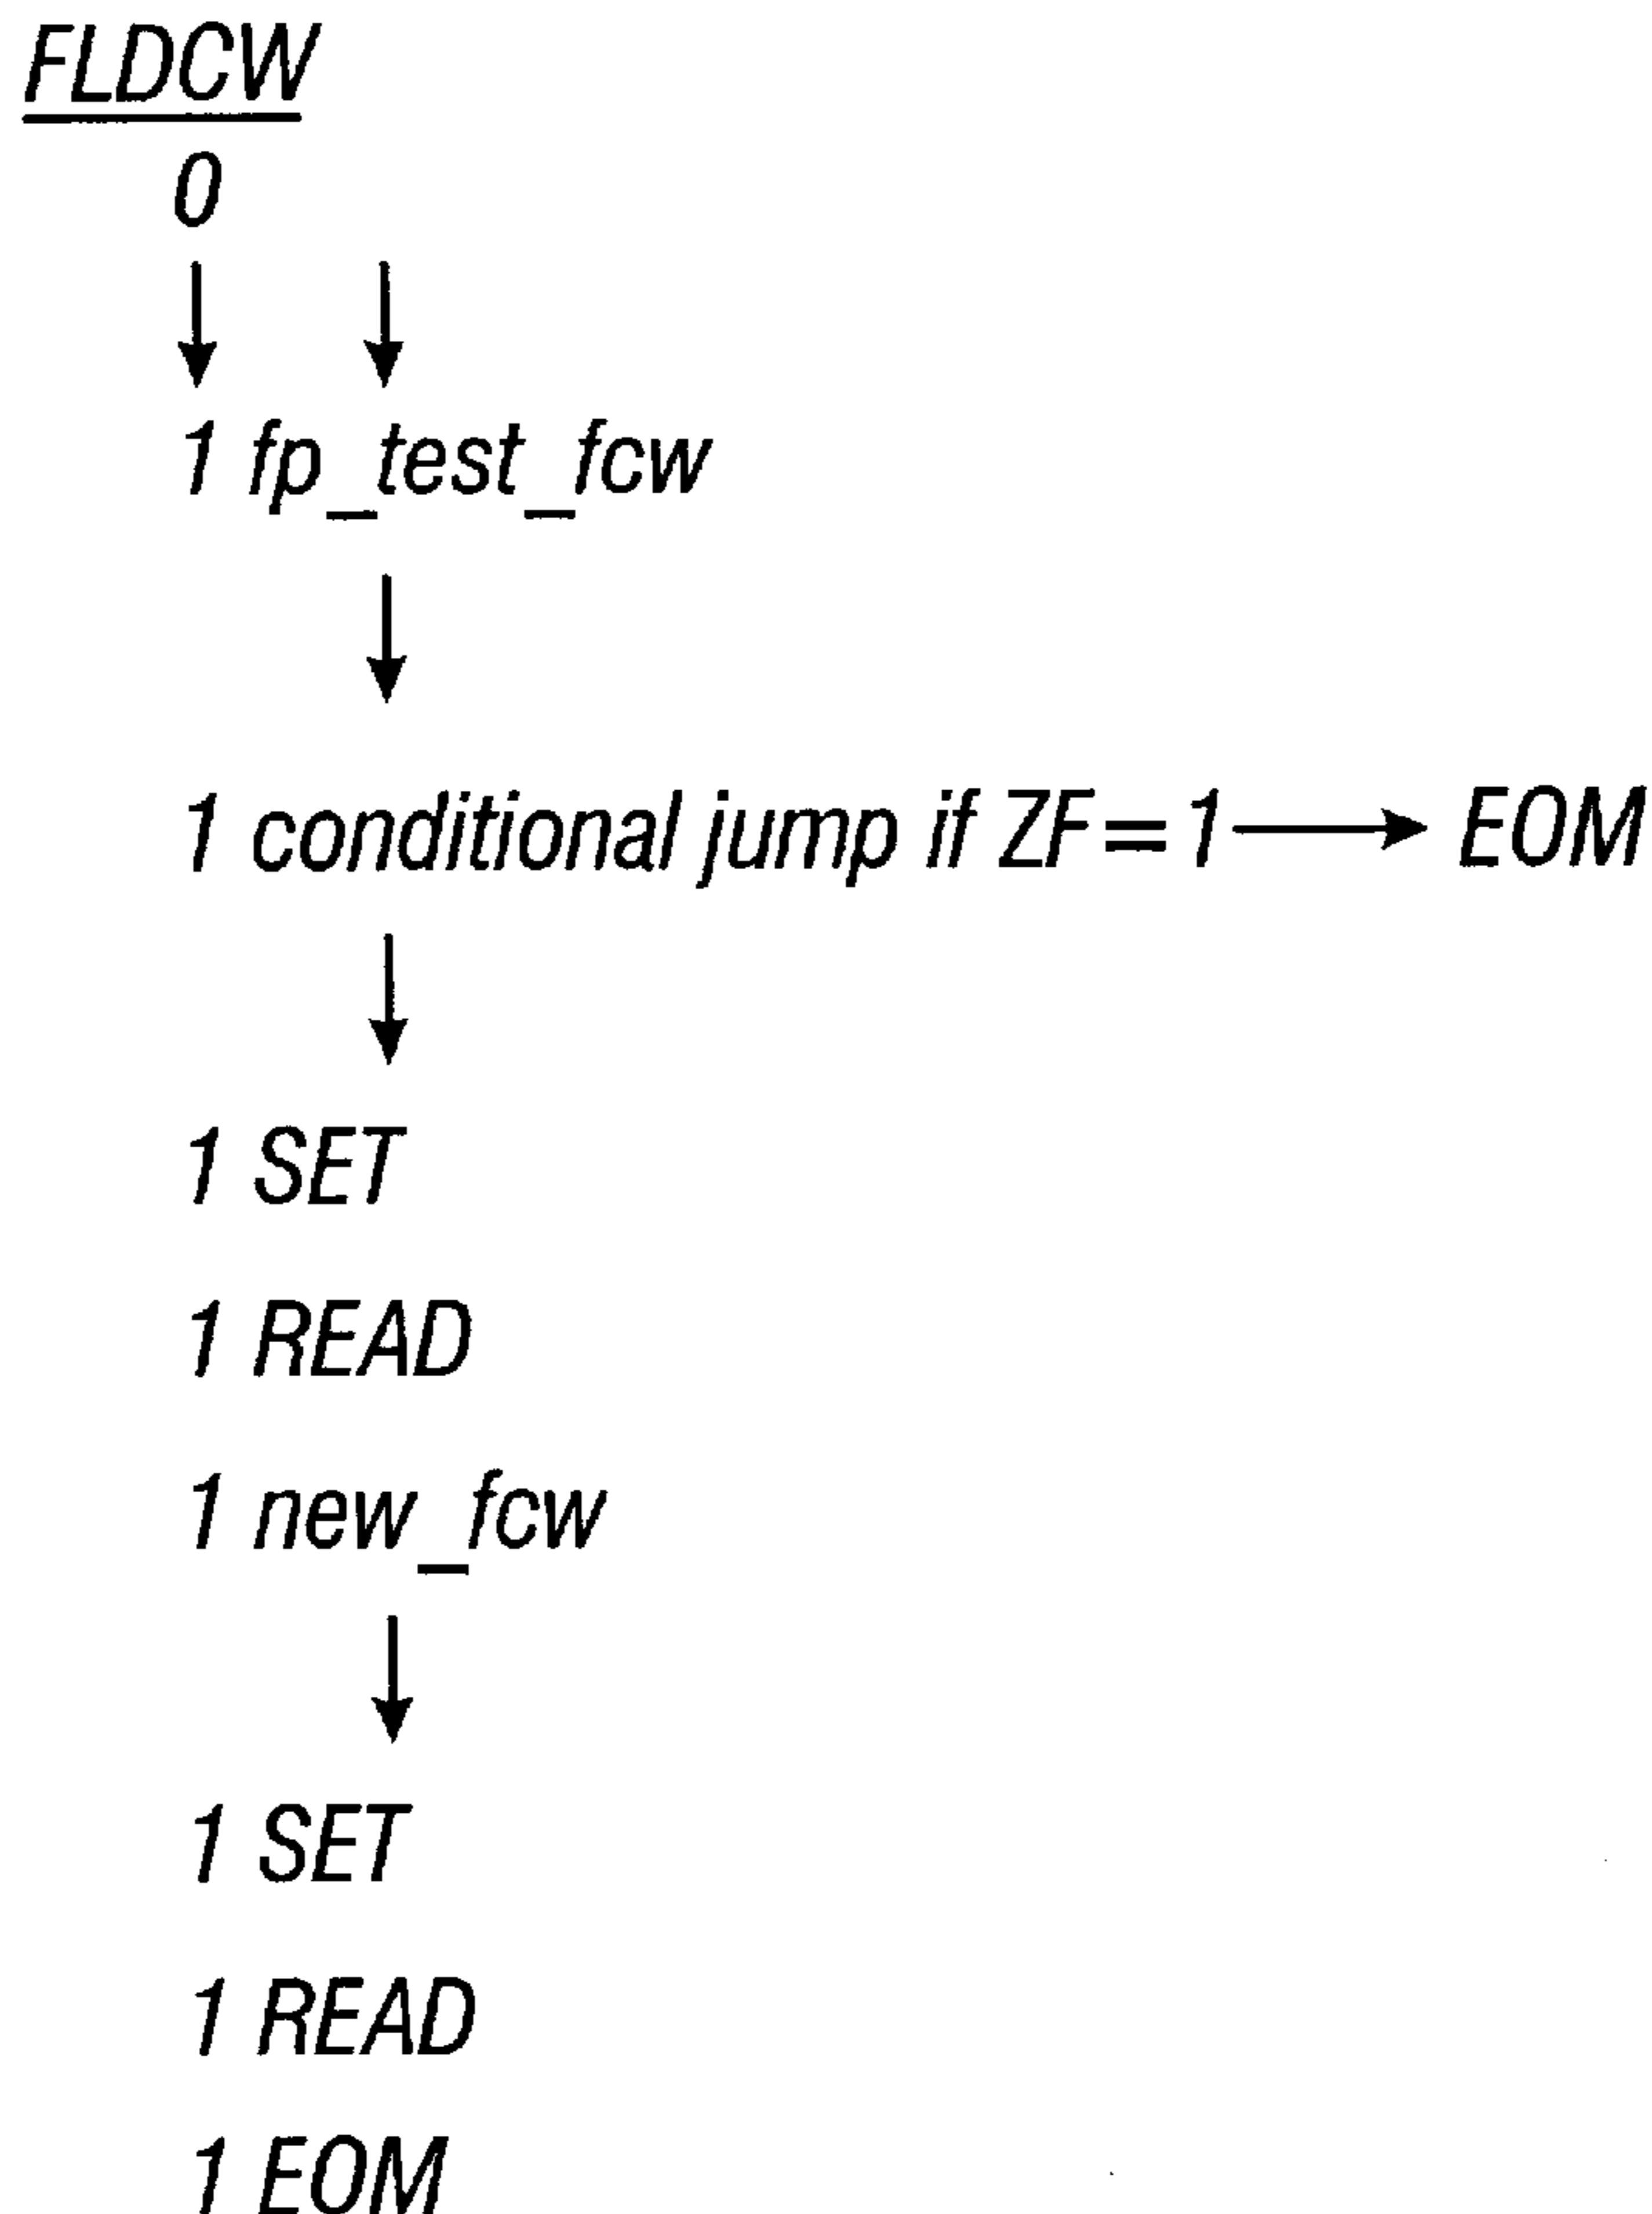 FLDCW
0
1 fp_test_fcw
1 conditional jump if ZF=1 → EOM
1 SET
1 READ
1 new_fcw
1 SET
1 READ
1 EOM